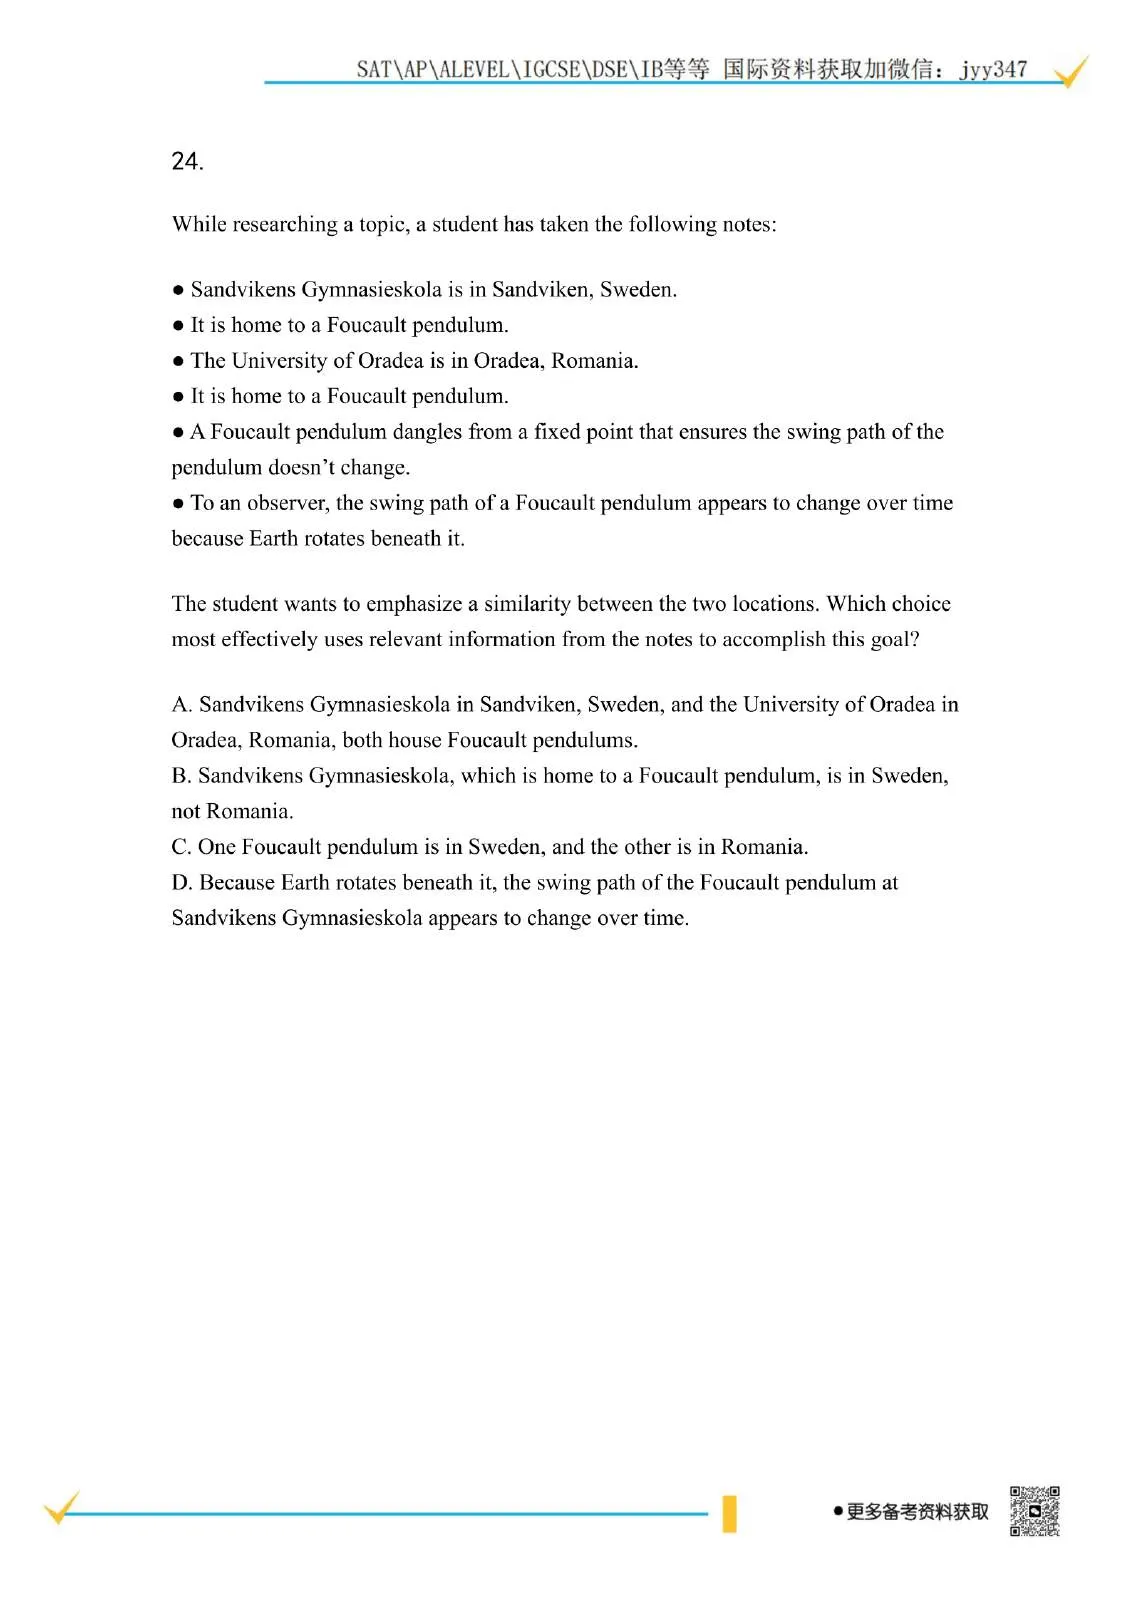 SAT\AP\ALEVEL\IGCSE\DSE\IB等等 国际资料获取加微信：jyy347
24.
While researching a topic, a student has taken the following notes:
● Sandvikens Gymnasieskola is in Sandviken, Sweden.
● It is home to a Foucault pendulum.
● The University of Oradea is in Oradea, Romania.
● It is home to a Foucault pendulum.
● A Foucault pendulum dangles from a fixed point that ensures the swing path of the
pendulum doesn’t change.
● To an observer, the swing path of a Foucault pendulum appears to change over time
because Earth rotates beneath it.
The student wants to emphasize a similarity between the two locations. Which choice
most effectively uses relevant information from the notes to accomplish this goal?
A. Sandvikens Gymnasieskola in Sandviken, Sweden, and the University of Oradea in
Oradea, Romania, both house Foucault pendulums.
B. Sandvikens Gymnasieskola, which is home to a Foucault pendulum, is in Sweden,
not Romania.
C. One Foucault pendulum is in Sweden, and the other is in Romania.
D. Because Earth rotates beneath it, the swing path of the Foucault pendulum at
Sandvikens Gymnasieskola appears to change over time.
●更多备考资料获取